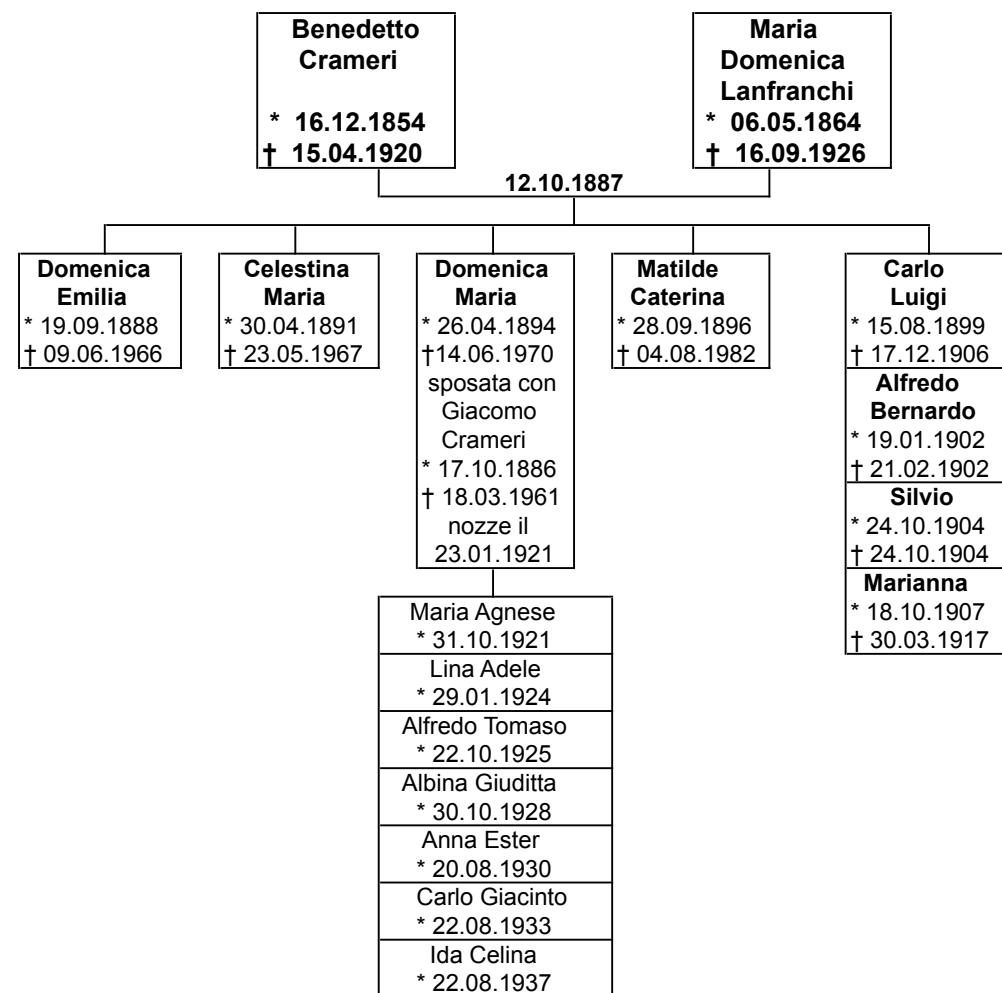 Benedetto
Crameri
* 16.12.1854
† 15.04.1920
Maria
Domenica
Lanfranchi
* 06.05.1864
† 16.09.1926
12.10.1887
Domenica
Emilia
* 19.09.1888
† 09.06.1966
Celestina
Maria
* 30.04.1891
† 23.05.1967
Domenica
Maria
* 26.04.1894
†14.06.1970
sposata con
Giacomo
Crameri
* 17.10.1886
† 18.03.1961
nozze il
23.01.1921
Matilde
Caterina
* 28.09.1896
† 04.08.1982
Carlo
Luigi
* 15.08.1899
† 17.12.1906
Alfredo
Bernardo
* 19.01.1902
† 21.02.1902
Silvio
* 24.10.1904
† 24.10.1904
Marianna
* 18.10.1907
† 30.03.1917
Maria Agnese
* 31.10.1921
Lina Adele
* 29.01.1924
Alfredo Tomaso
* 22.10.1925
Albina Giuditta
* 30.10.1928
Anna Ester
* 20.08.1930
Carlo Giacinto
* 22.08.1933
Ida Celina
* 22.08.1937